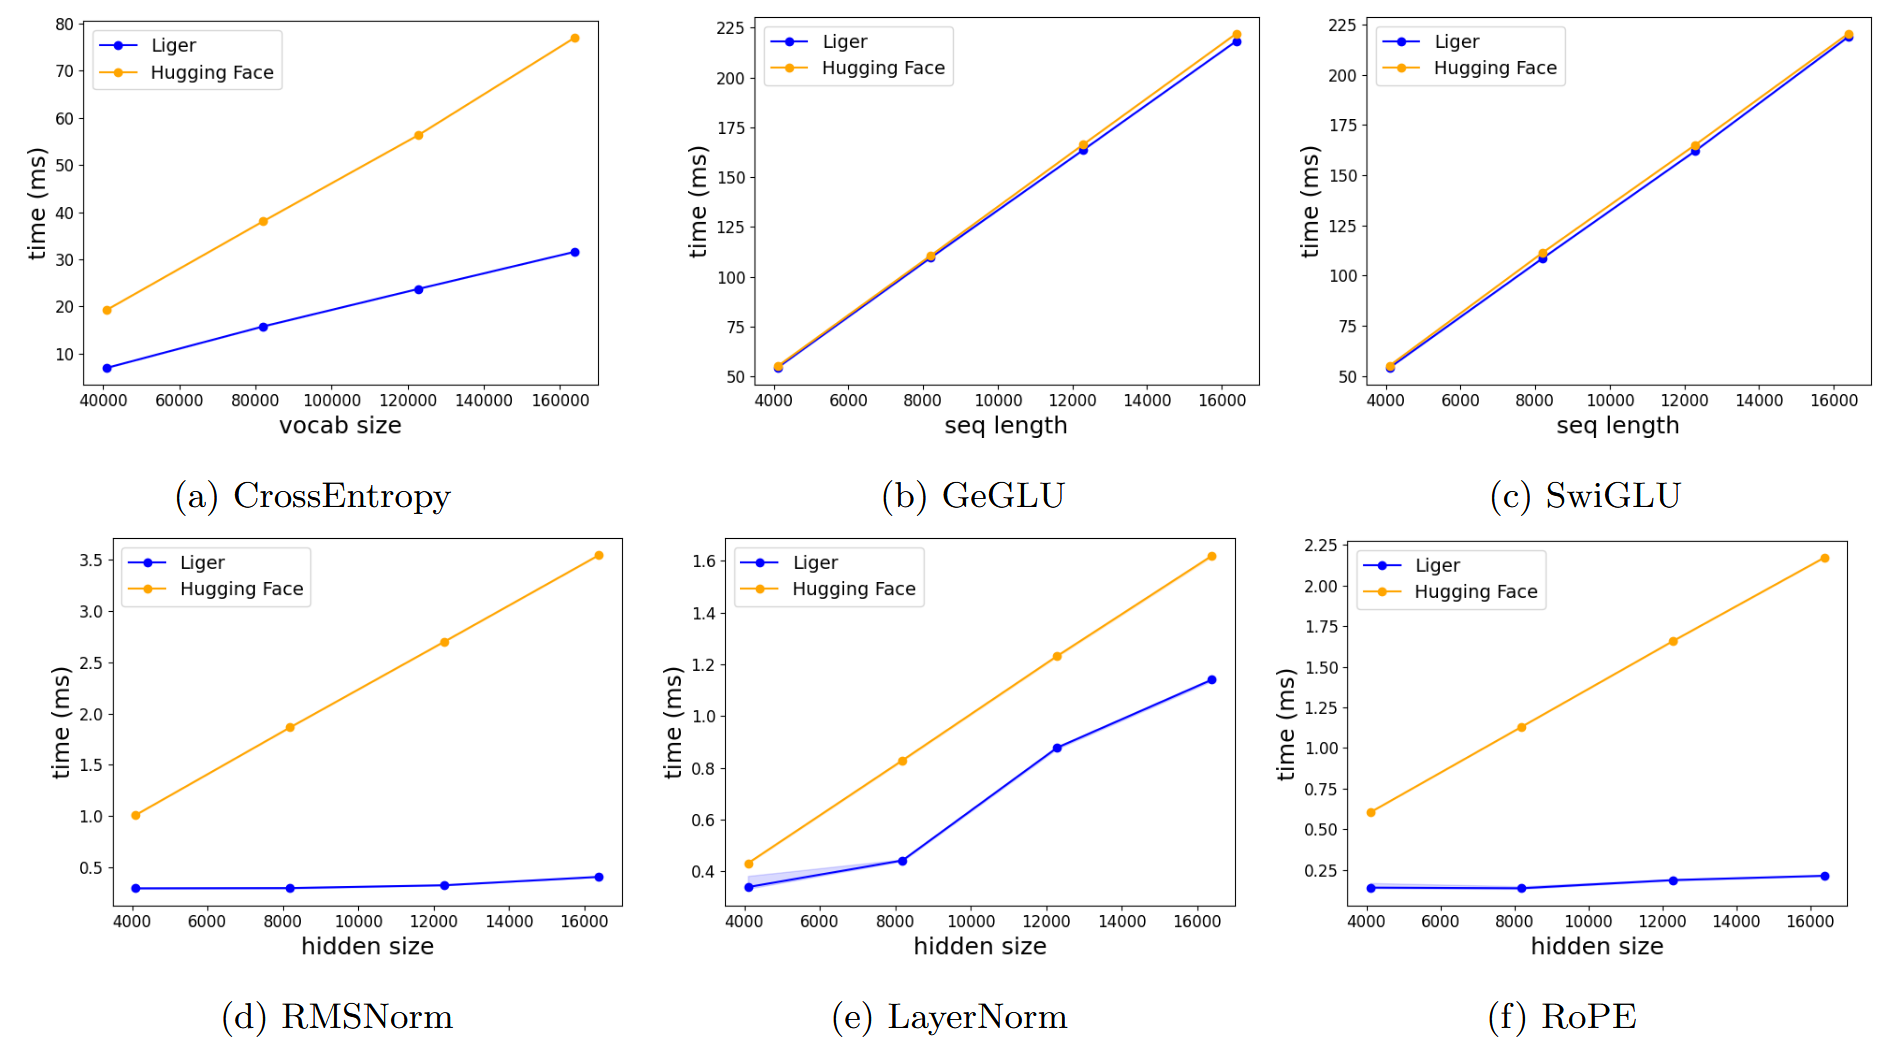 80
70
60
50
40
30
20
10
time (ms)
Liger
Hugging Face
40000 60000 80000 100000 120000 140000 160000
vocab size
(a) CrossEntropy
225
200
175
150
125
100
75
50
time (ms)
Liger
Hugging Face
4000 6000 8000 10000 12000 14000 16000
seq length
(b) GeGLU
225
200
175
150
125
100
75
50
time (ms)
Liger
Hugging Face
4000 6000 8000 10000 12000 14000 16000
seq length
(c) SwiGLU
3.5
3.0
2.5
2.0
1.5
1.0
0.5
time (ms)
Liger
Hugging Face
4000 6000 8000 10000 12000 14000 16000
hidden size
(d) RMSNorm
1.6
1.4
1.2
1.0
0.8
0.6
0.4
time (ms)
Liger
Hugging Face
4000 6000 8000 10000 12000 14000 16000
hidden size
(e) LayerNorm
2.25
2.00
1.75
1.50
1.25
1.00
0.75
0.50
0.25
time (ms)
Liger
Hugging Face
4000 6000 8000 10000 12000 14000 16000
hidden size
(f) RoPE